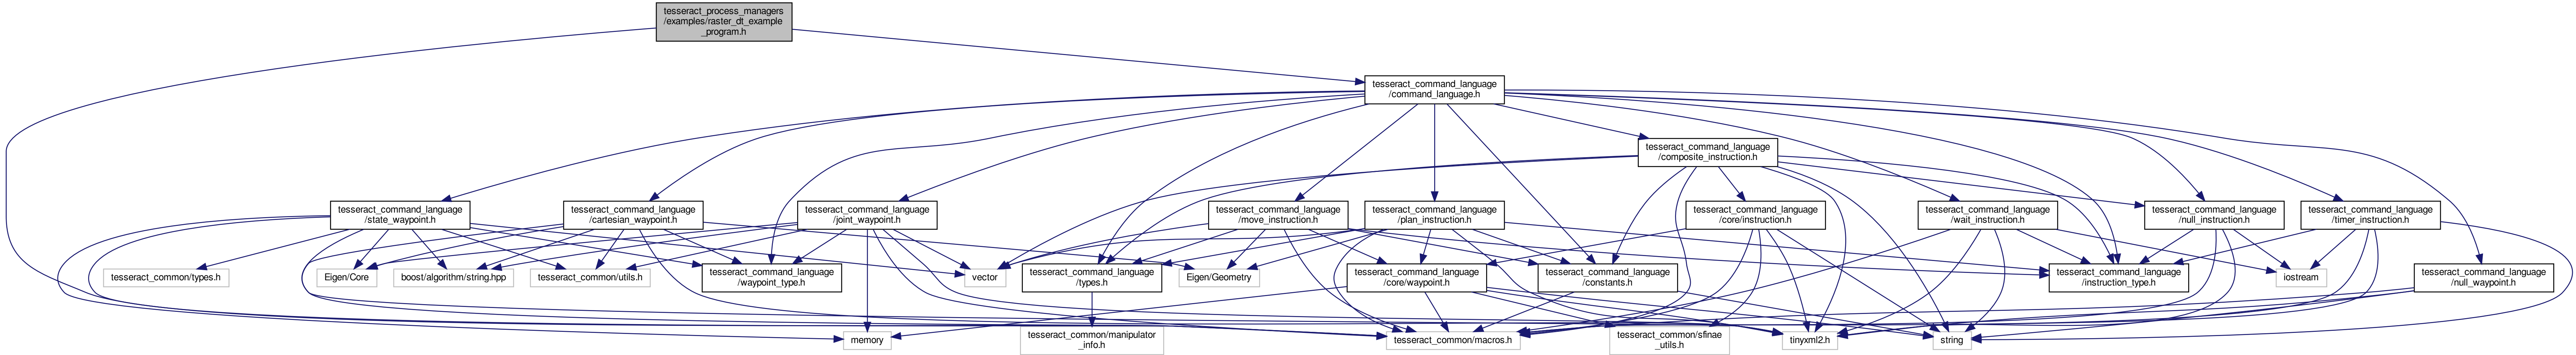 tesseract_process_managers
/examples/raster_dt_example
_program.h
tesseract_command_language
/command_language.h
tesseract_command_language
/composite_instruction.h
tesseract_command_language
/state_waypoint.h
tesseract_command_language
/cartesian_waypoint.h
tesseract_command_language
/joint_waypoint.h
tesseract_command_language
/move_instruction.h
tesseract_command_language
/plan_instruction.h
tesseract_command_language
/core/instruction.h
tesseract_command_language
/wait_instruction.h
tesseract_command_language
/null_instruction.h
tesseract_command_language
/timer_instruction.h
tesseract_common/types.h
Eigen/Core
boost/algorithm/string.hpp
tesseract_common/utils.h
tesseract_command_language
/waypoint_type.h
vector
tesseract_command_language
/types.h
Eigen/Geometry
tesseract_command_language
/core/waypoint.h
tesseract_command_language
/constants.h
tesseract_command_language
/instruction_type.h
iostream
tesseract_command_language
/null_waypoint.h
memory
tesseract_common/manipulator
_info.h
tesseract_common/macros.h
tesseract_common/sfinae
_utils.h
tinyxml2.h
string